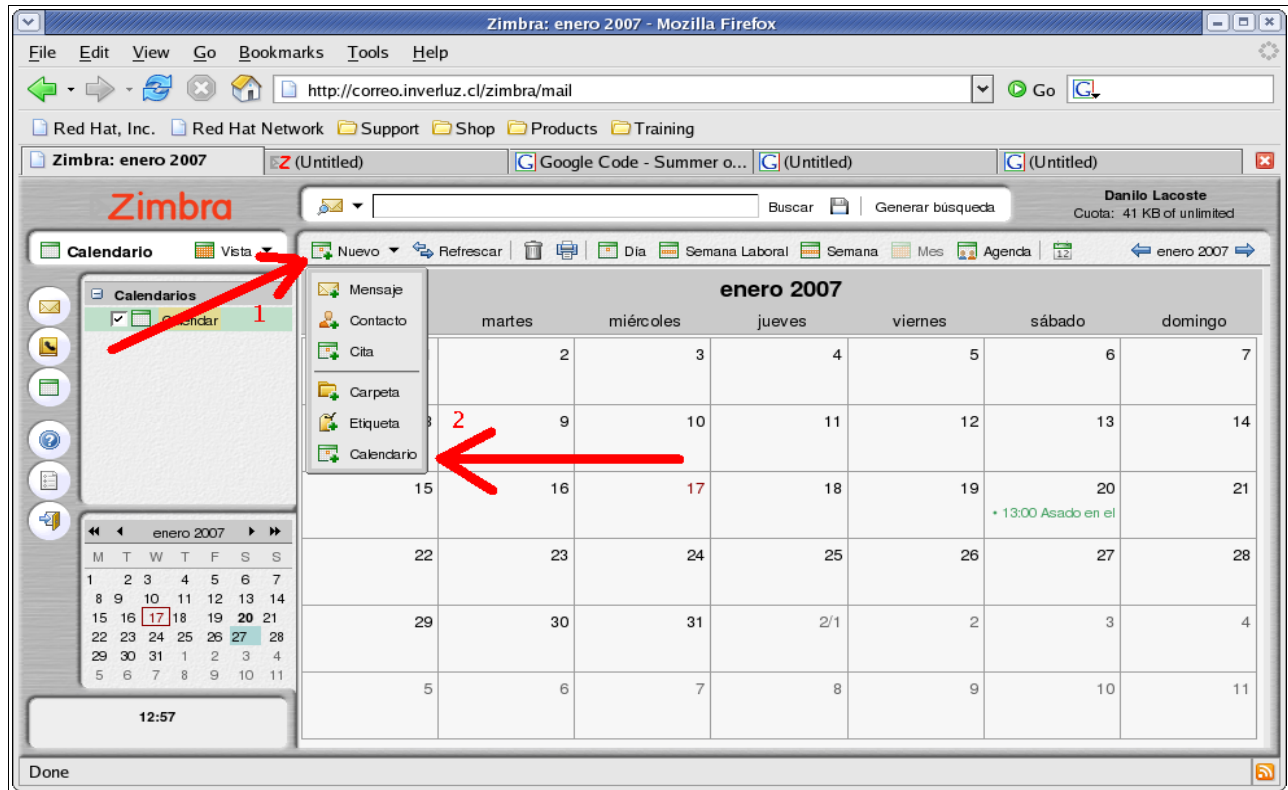 Zimbra: enero 2007 - Mozilla Firefox
File Edit View Go Bookmarks Tools Help
http://correo.inverluz.cl/zimbra/mail Go G
Red Hat, Inc. Red Hat Network Support Shop Products Training
Zimbra: enero 2007 Z (Untitled) G Google Code - Summer o... G (Untitled) G (Untitled)
Zimbra Buscar Generar búsqueda Danilo Lacoste
Cuota: 41 KB of unlimited
Calendario Vista Nuevo Refrescar Día Semana Laboral Semana Mes Agenda 12 enero 2007
Calendarios
Calendar
1
Mensaje
Contacto
Cita
Carpeta
Etiqueta
Calendario
2
enero 2007
martes miércoles jueves viernes sábado domingo
2 3 4 5 6 7
9 10 11 12 13 14
15 16 17 18 19 20 21
• 13:00 Asado en el
22 23 24 25 26 27 28
29 30 31 2/1 2 3 4
5 6 7 8 9 10 11
enero 2007
M T W T F S S
1 2 3 4 5 6 7
8 9 10 11 12 13 14
15 16 17 18 19 20 21
22 23 24 25 26 27 28
29 30 31 1 2 3 4
5 6 7 8 9 10 11
12:57
Done